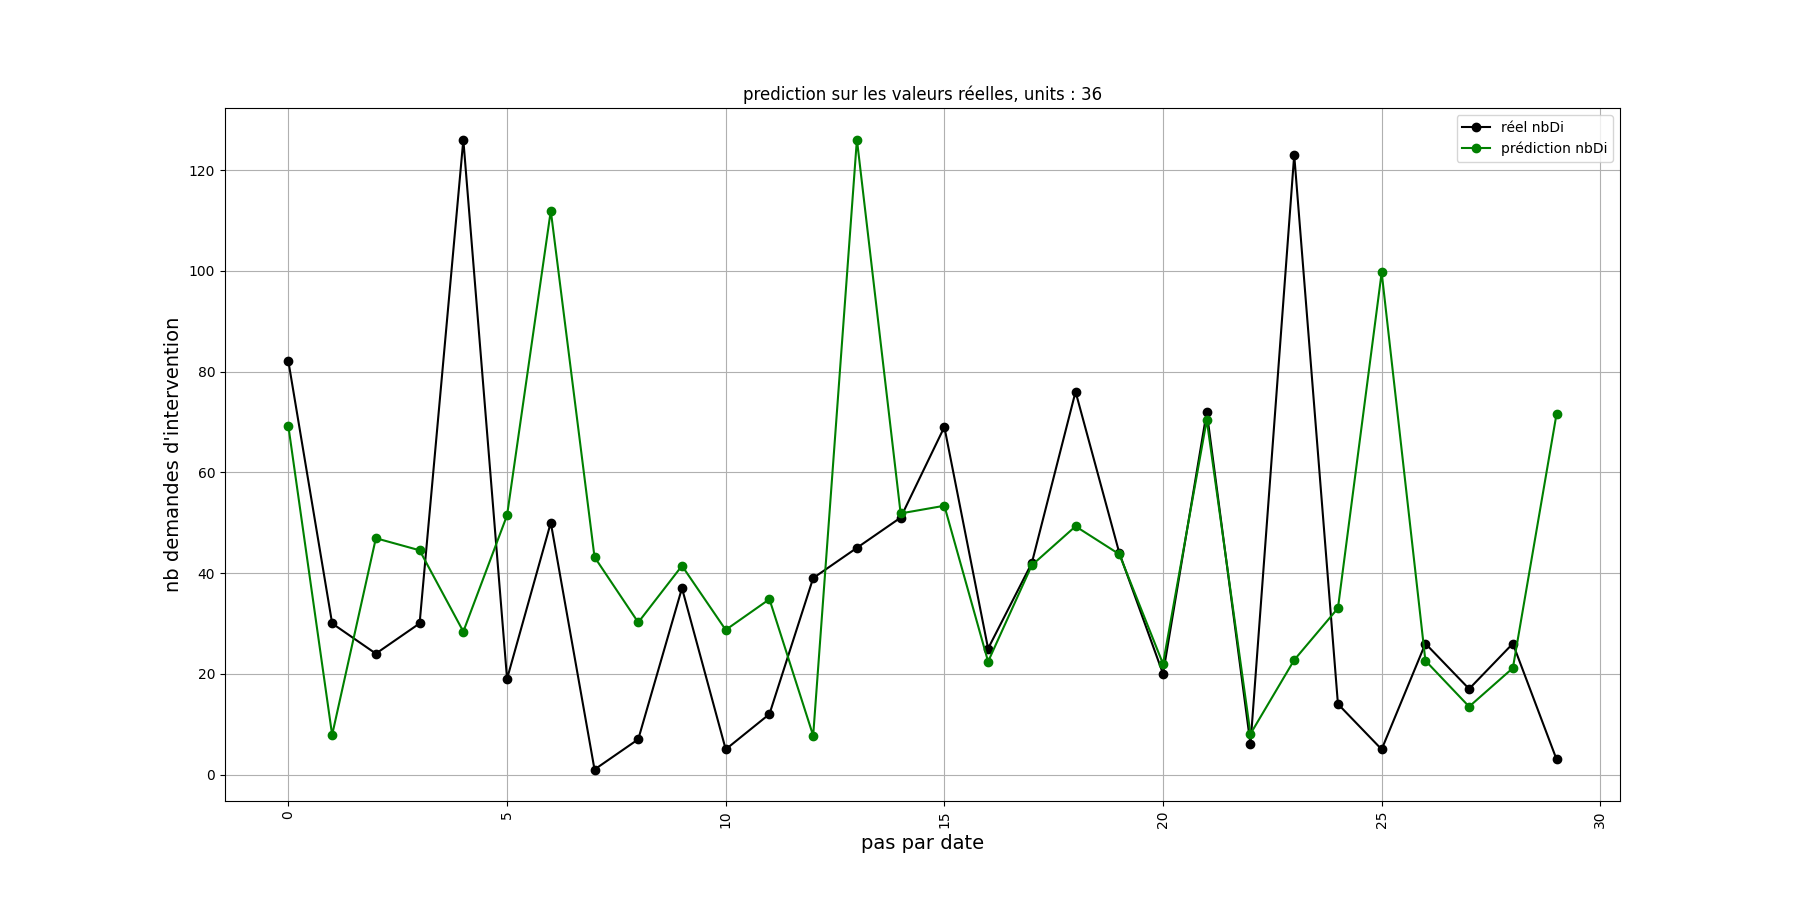 prediction sur les valeurs réelles, units : 36
réel nbDi
prédiction nbDi
nb demandes d'intervention
120
100
80
60
40
20
0
0
5
10
15
20
25
30
pas par date